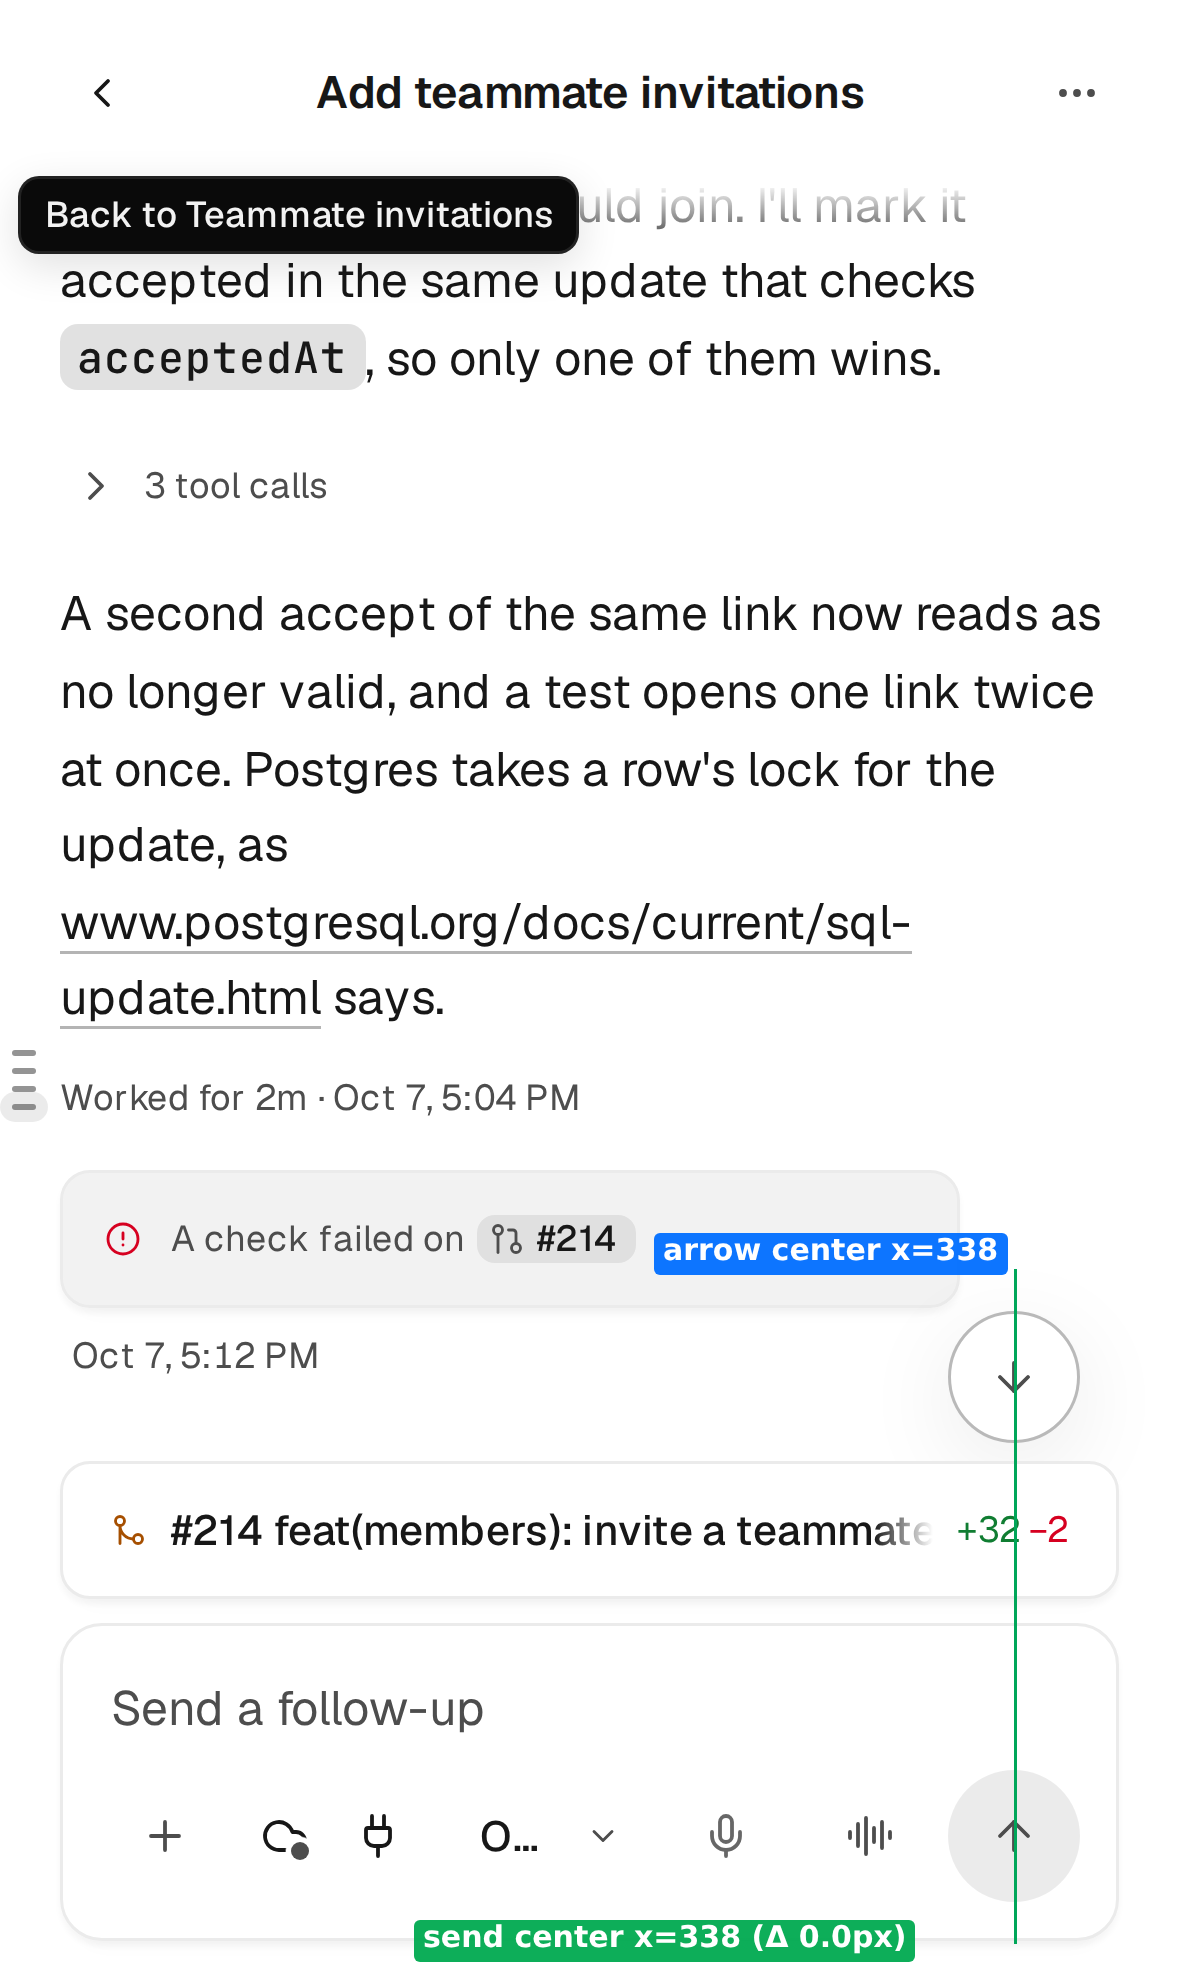 Add teammate invitations
Back to Teammate invitations
join. I'll mark it
accepted in the same update that checks
acceptedAt, so only one of them wins.
3 tool calls
A second accept of the same link now reads as
no longer valid, and a test opens one link twice
at once. Postgres takes a row's lock for the
update, as
www.postgresql.org/docs/current/sql-
update.html says.
Worked for 2m · Oct 7, 5:04 PM
A check failed on #214
arrow center x=338
Oct 7, 5:12 PM
#214 feat(members): invite a teammate +32 −2
Send a follow-up
O...
send center x=338 (Δ 0.0px)